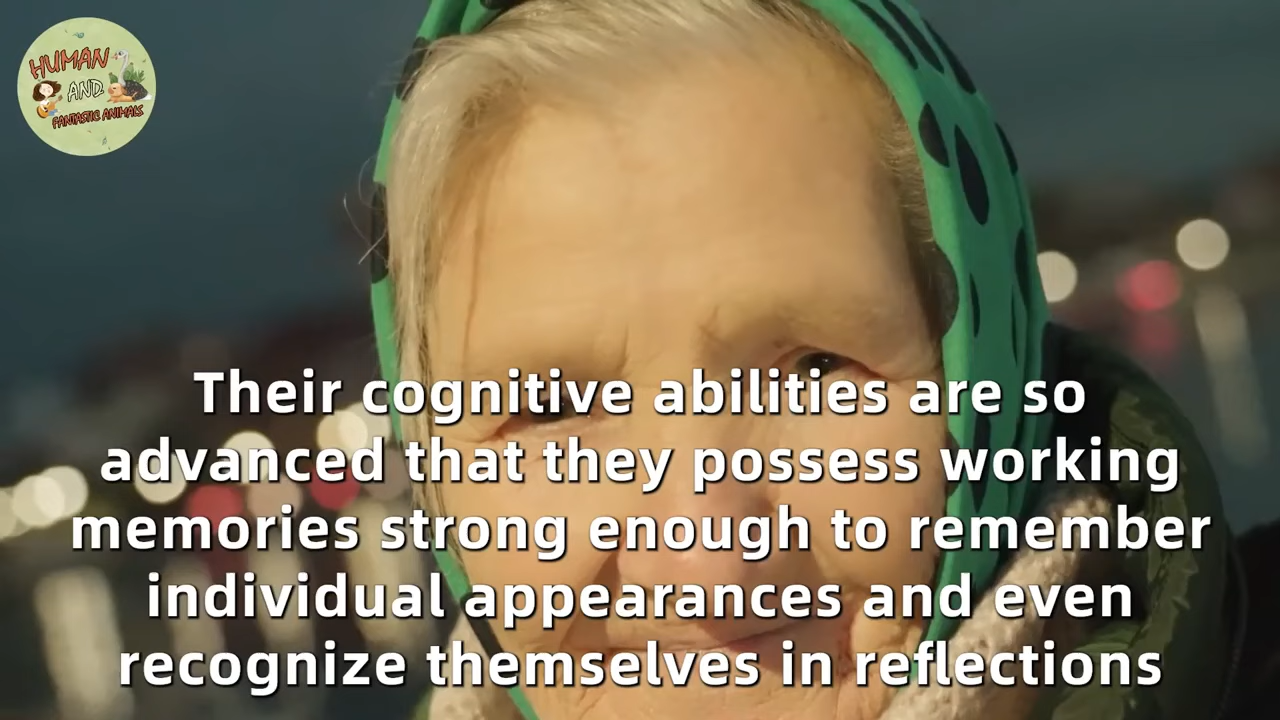 HUMAN
AND
FANTASTIC ANIMALS
Their cognitive abilities are so
advanced that they possess working
memories strong enough to remember
individual appearances and even
recognize themselves in reflections